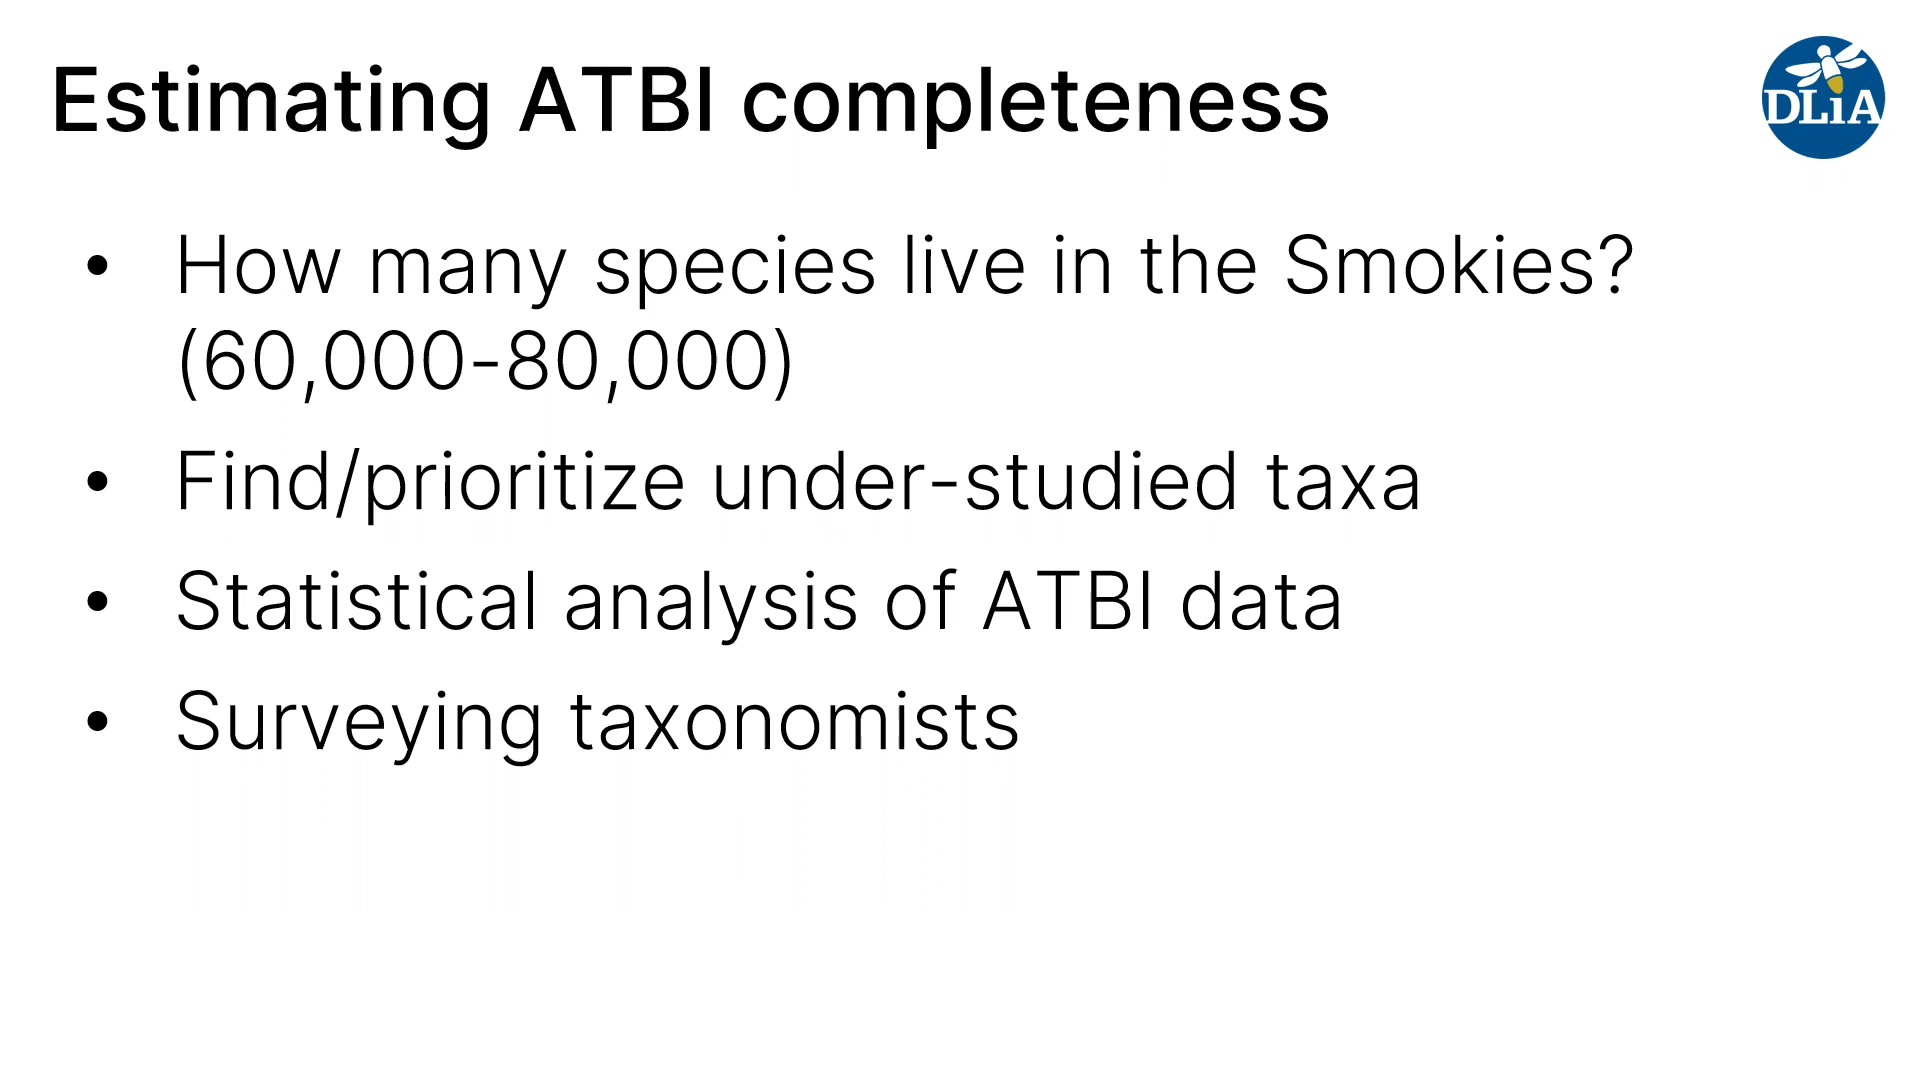 Estimating ATBI completeness
DLiA
• How many species live in the Smokies?
(60,000-80,000)
• Find/prioritize under-studied taxa
• Statistical analysis of ATBI data
• Surveying taxonomists